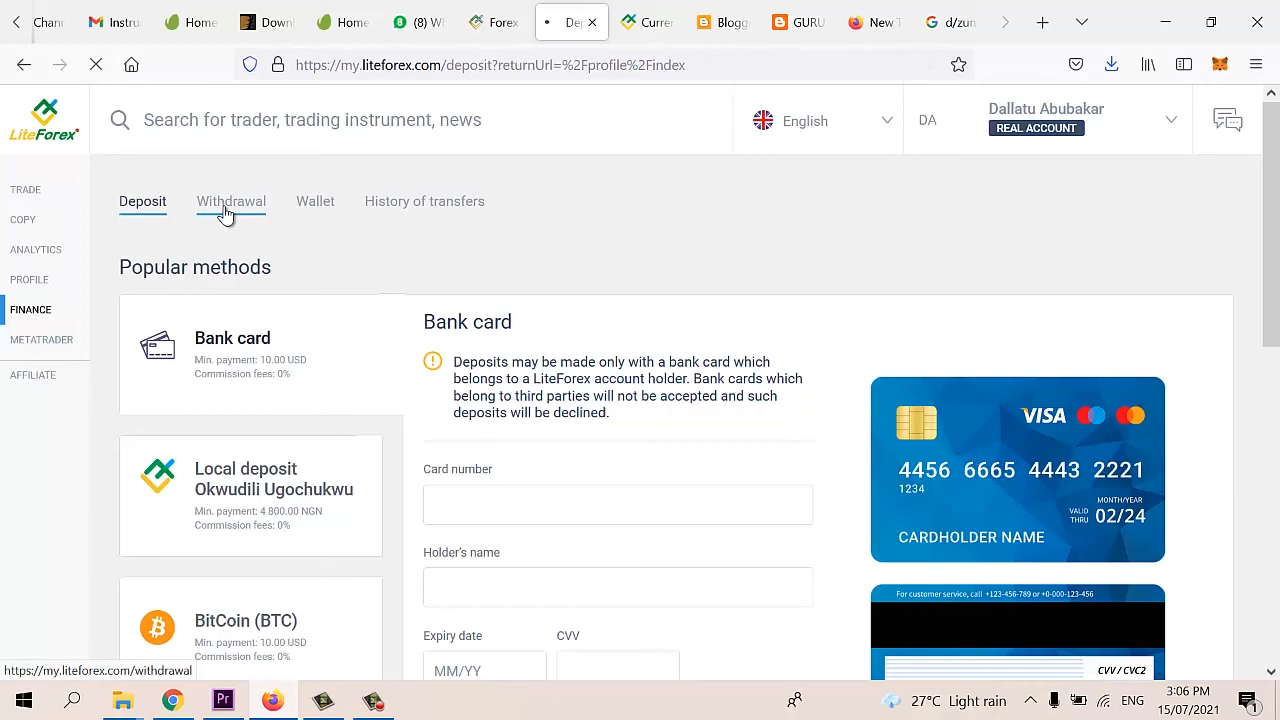 Chann
Instru
Home
Downl
Home
(8) Wh
Forex
Dep
Curren
Blogg
GURU
New T
d/zun
https://my.liteforex.com/deposit?returnUrl=%2Fprofile%2Findex
LiteForex
Search for trader, trading instrument, news
English
DA
Dallatu Abubakar
REAL ACCOUNT
TRADE
COPY
ANALYTICS
PROFILE
FINANCE
METATRADER
AFFILIATE
Deposit Withdrawal Wallet History of transfers
Popular methods
Bank card
Min. payment: 10.00 USD
Commission fees: 0%
Local deposit
Okwudili Ugochukwu
Min. payment: 4 800.00 NGN
Commission fees: 0%
BitCoin (BTC)
Min. payment: 10.00 USD
Commission fees: 0%
Bank card
Deposits may be made only with a bank card which
belongs to a LiteForex account holder. Bank cards which
belong to third parties will not be accepted and such
deposits will be declined.
Card number
Holder's name
Expiry date CVV
MM/YY
VISA
4456 6665 4443 2221
1234
MONTH/YEAR
VALID
THRU
02/24
CARDHOLDER NAME
For customer service, call +123-456-789 or +0-000-123-456
CVV / CVC2
https://my.liteforex.com/withdrawal
Pr
27°C Light rain
ENG
3:06 PM
15/07/2021
1